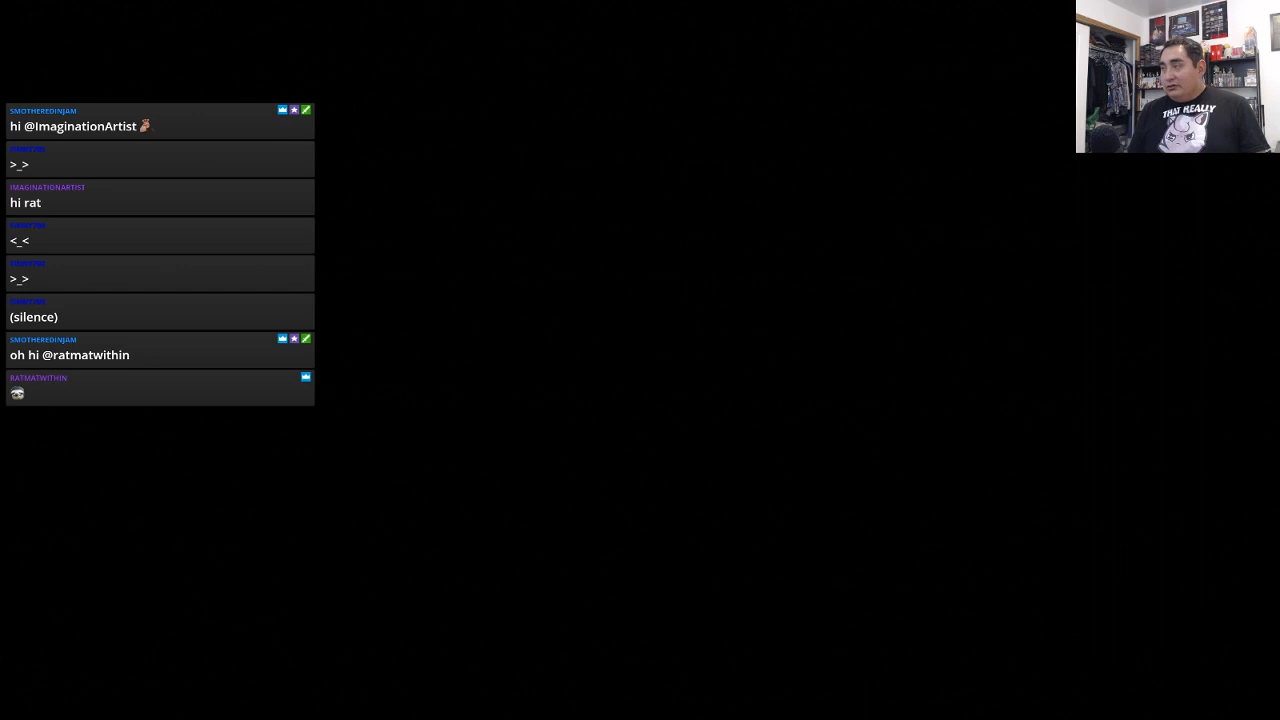 SMOTHEREDINJAM
hi @ImaginationArtist
>_>
IMAGINATIONARTIST
hi rat
<_<
>_>
(silence)
SMOTHEREDINJAM
oh hi @ratmatwithin
RATMATWITHIN
THAT REALLY